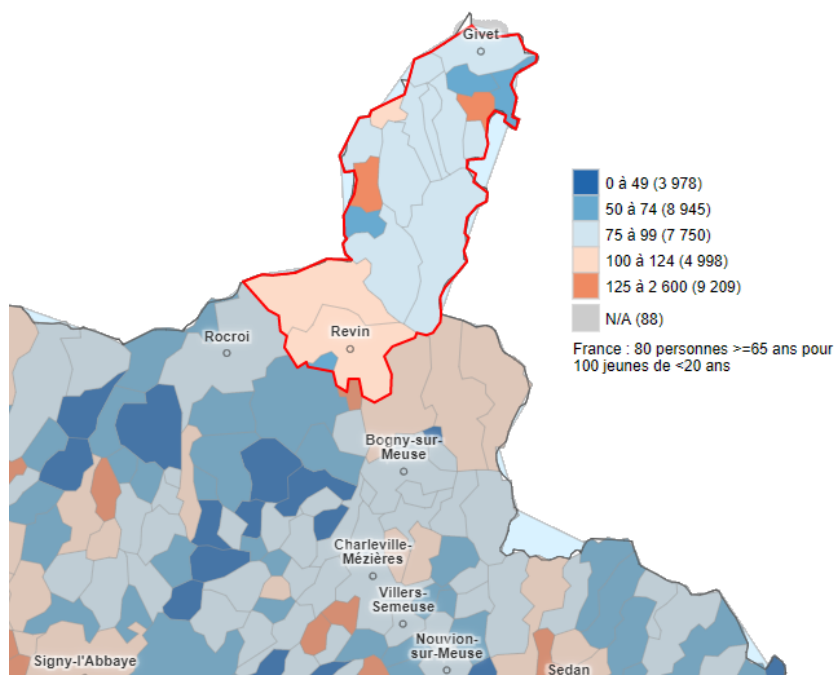 Givet
0 à 49 (3 978)
50 à 74 (8 945)
75 à 99 (7 750)
100 à 124 (4 998)
125 à 2 600 (9 209)
N/A (88)
France : 80 personnes >=65 ans pour
100 jeunes de <20 ans
Rocroi
Revin
Bogny-sur-
Meuse
Charleville-
Mézières
Villers-
Semeuse
Nouvion-
sur-Meuse
Signy-l'Abbaye
Sedan